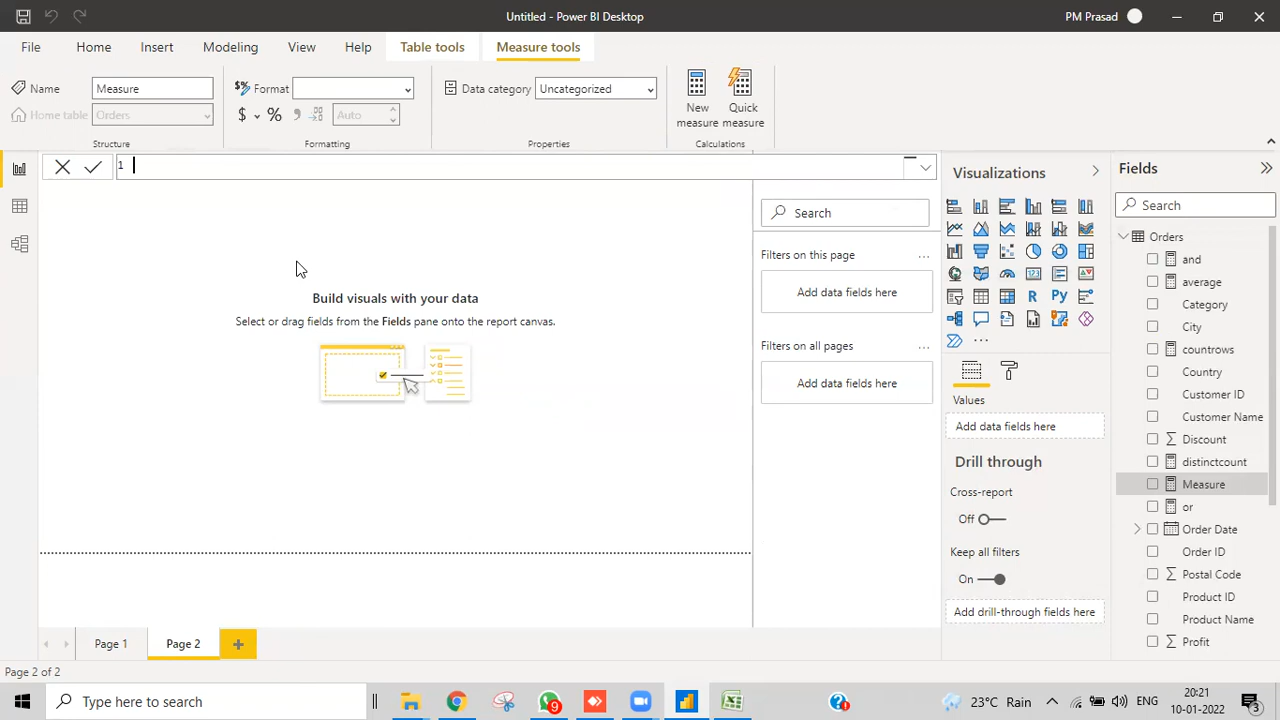 Untitled - Power BI Desktop
PM Prasad
File
Home
Insert
Modeling
View
Help
Table tools
Measure tools
Name
Measure
Home table
Orders
Structure
$% Format
$
%
Auto
Formatting
Data category
Uncategorized
Properties
New measure
Quick measure
Calculations
1
Build visuals with your data
Select or drag fields from the Fields pane onto the report canvas.
Search
Filters on this page
...
Add data fields here
Filters on all pages
...
Add data fields here
Visualizations
123
R
Py
...
Values
Add data fields here
Drill through
Cross-report
Off
Keep all filters
On
Add drill-through fields here
Fields
Search
Orders
and
average
Category
City
countrows
Country
Customer ID
Customer Name
Discount
distinctcount
Measure
or
Order Date
Order ID
Postal Code
Product ID
Product Name
Profit
Page 1
Page 2
Page 2 of 2
Type here to search
9
23°C Rain
ENG
20:21
10-01-2022
3